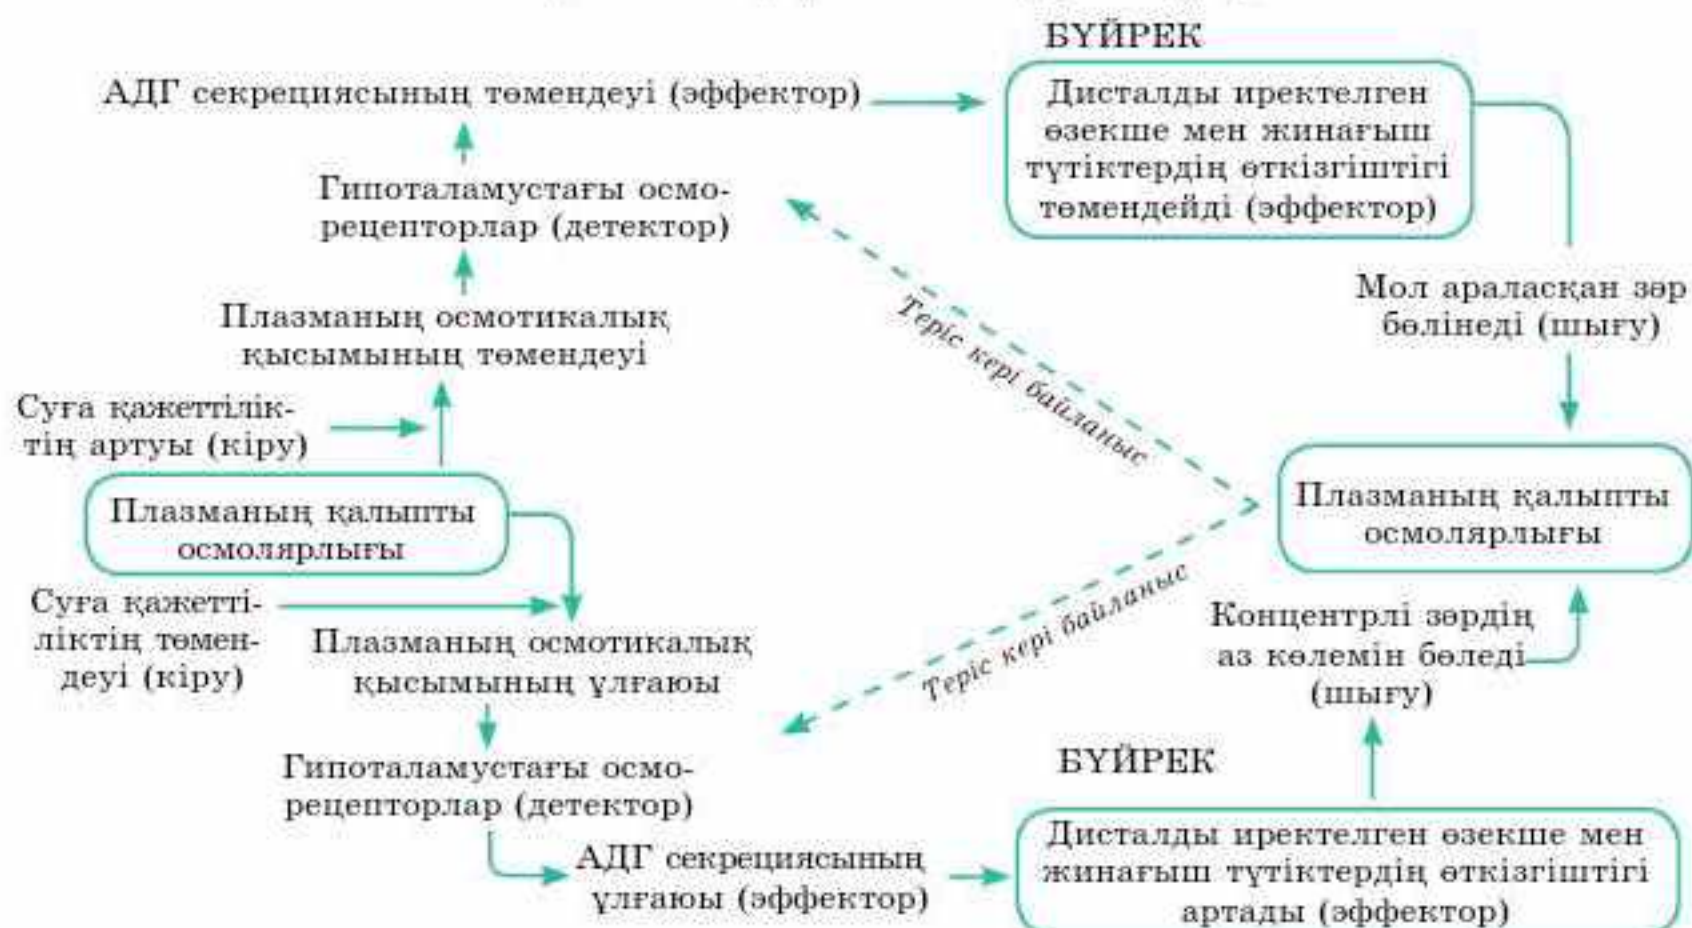 БҮЙРЕК
АДГ секрециясының төмендеуі (эффектор)
Дисталды иректелген
өзекше мен жинағыш
түтіктердің өткізгіштігі
төмендейді (эффектор)
Гипоталамустағы осмо-
рецепторлар (детектор)
Мол араласқан зәр
бөлінеді (шығу)
Плазманың осмотикалық
қысымының төмендеуі
Теріс кері байланыс
Суға қажеттілік-
тің артуы (кіру)
Плазманың қалыпты
осмолярлығы
Плазманың қалыпты
осмолярлығы
Суға қажетті-
ліктің төмен-
деуі (кіру)
Плазманың осмотикалық
қысымының ұлғаюы
Теріс кері байланыс
Концентрлі зәрдің
аз көлемін бөледі
(шығу)
Гипоталамустағы осмо-
рецепторлар (детектор)
БҮЙРЕК
АДГ секрециясының
ұлғаюы (эффектор)
Дисталды иректелген өзекше мен
жинағыш түтіктердің өткізгіштігі
артады (эффектор)